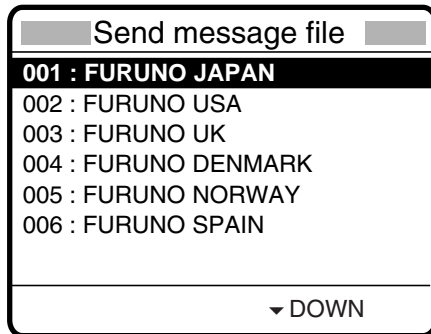 Send message file
001 : FURUNO JAPAN
002 : FURUNO USA
003 : FURUNO UK
004 : FURUNO DENMARK
005 : FURUNO NORWAY
006 : FURUNO SPAIN
▼DOWN